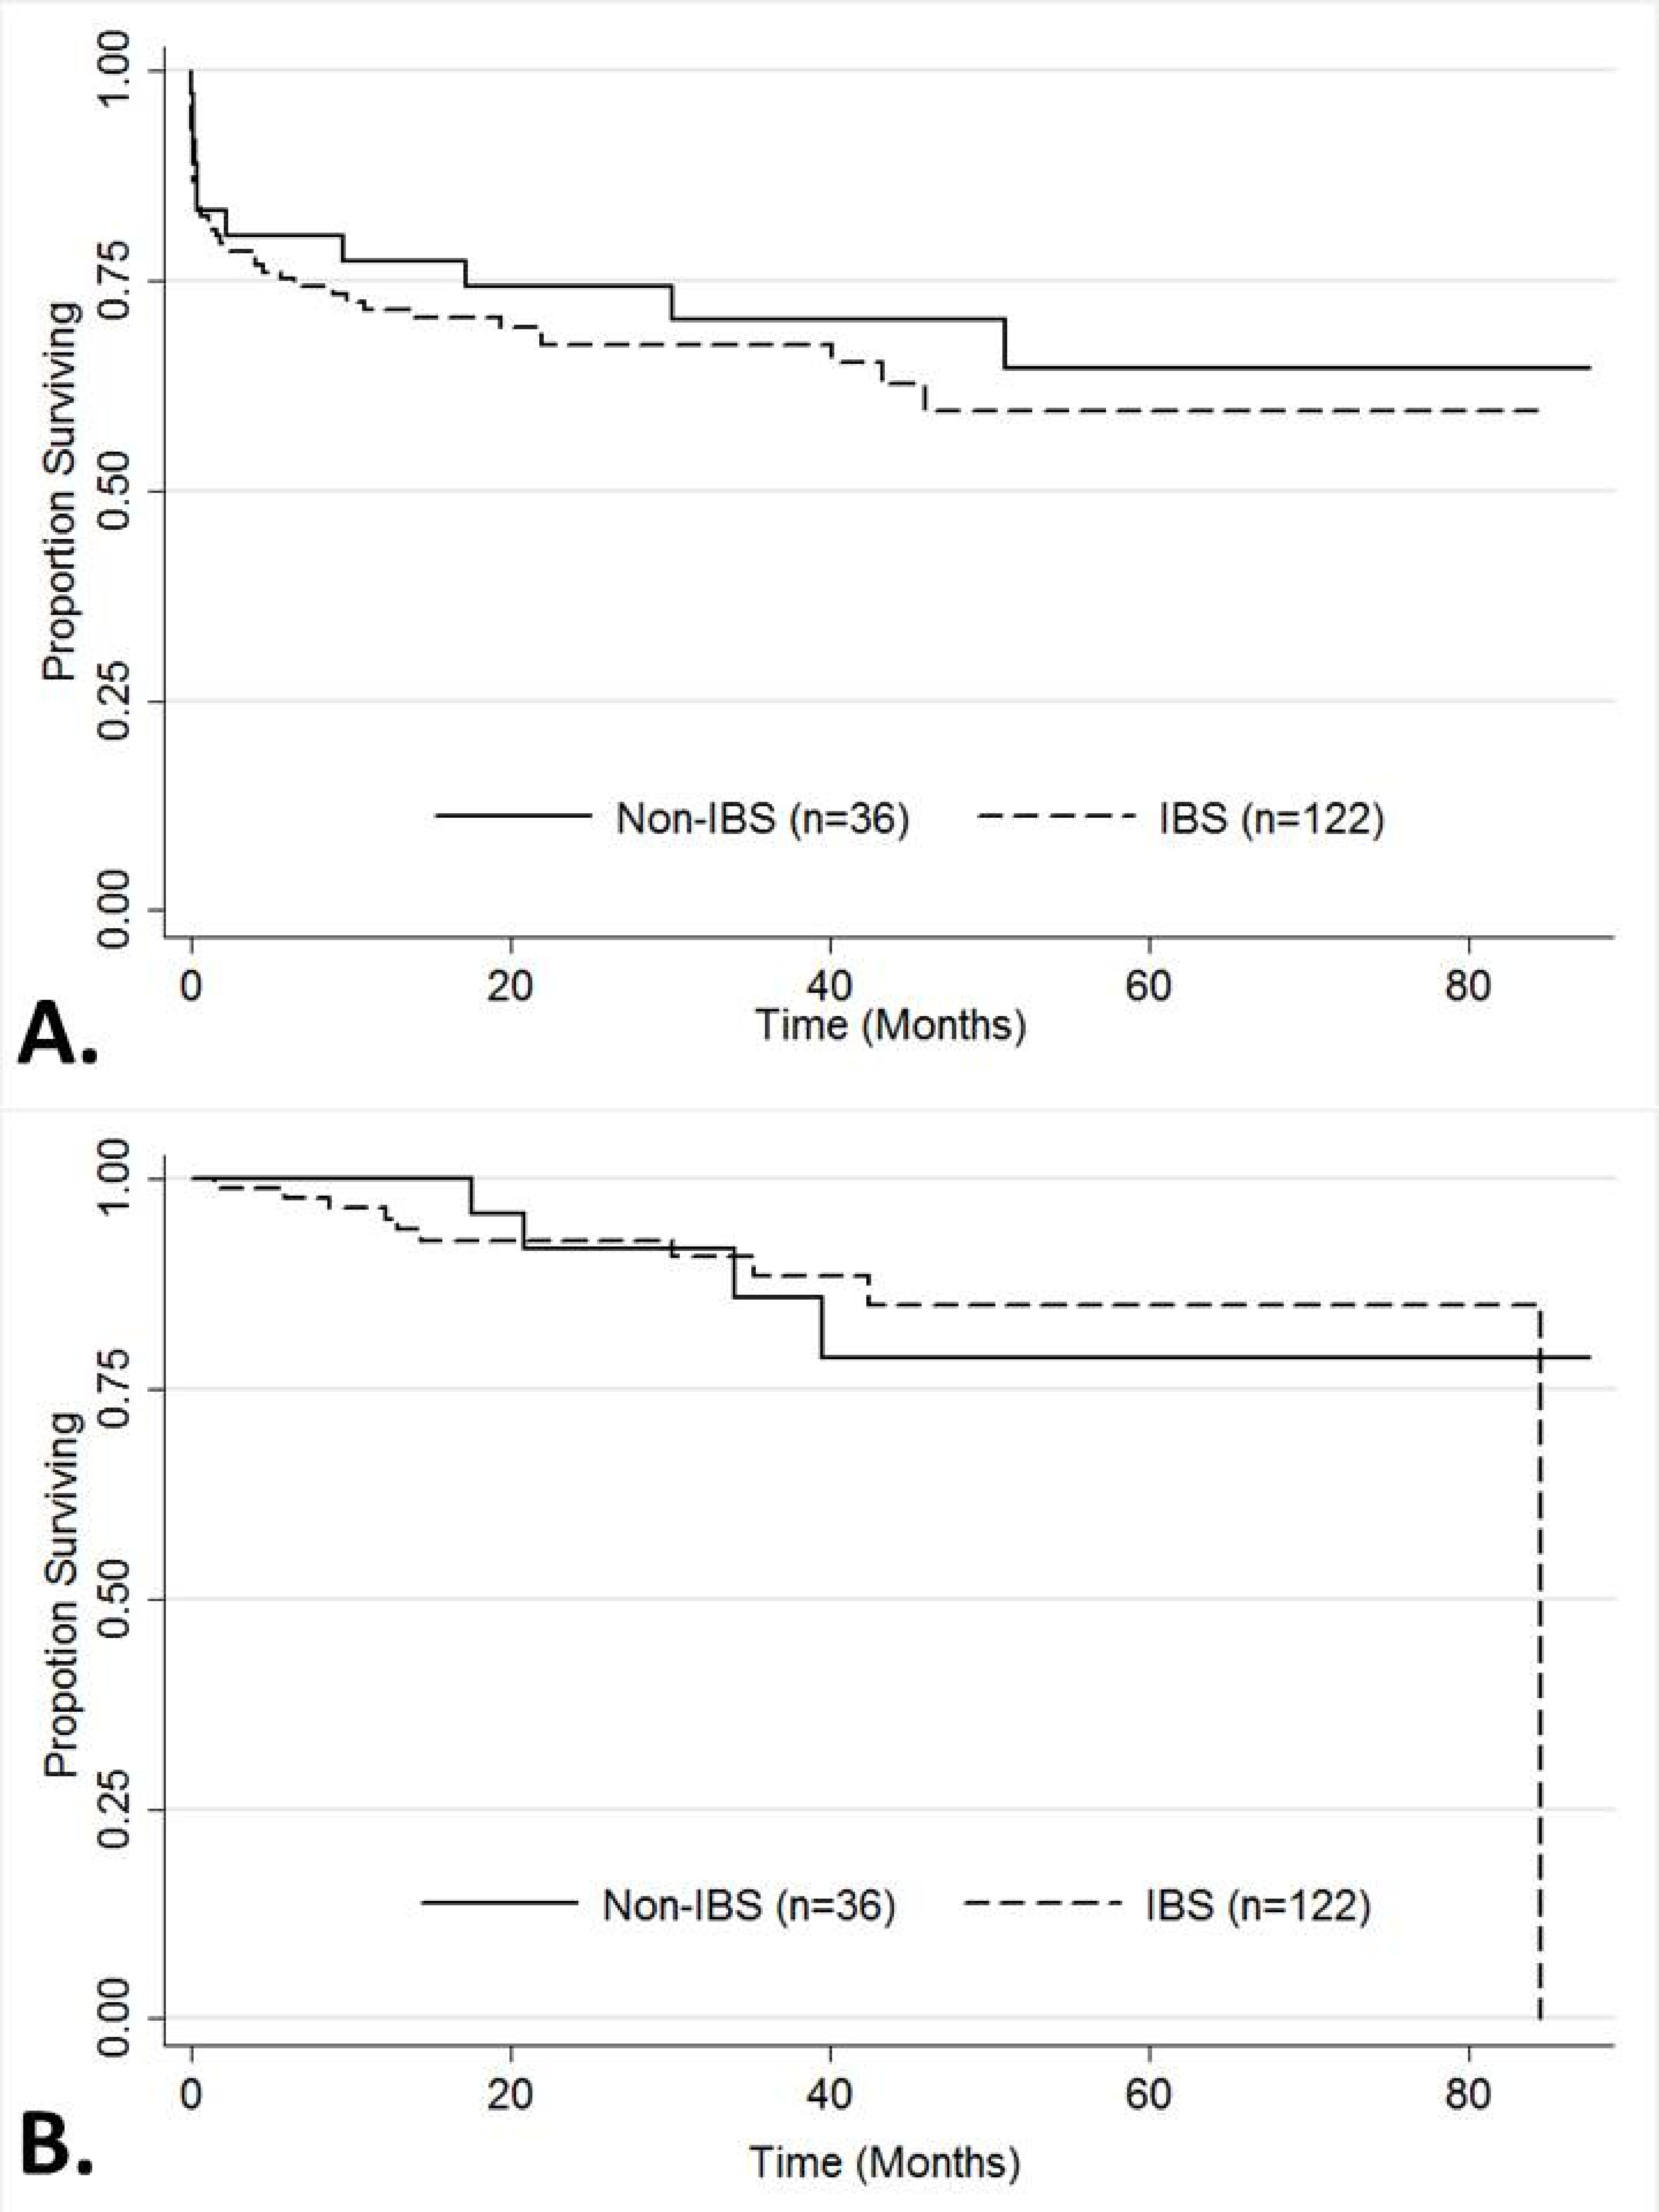 1.00
0.75
0.50
0.25
0.00
Proportion Surviving
Non-IBS (n=36) IBS (n=122)
0 20 40 60 80
Time (Months)
A.
1.00
0.75
0.50
0.25
0.00
Propotion Surviving
Non-IBS (n=36) IBS (n=122)
0 20 40 60 80
Time (Months)
B.